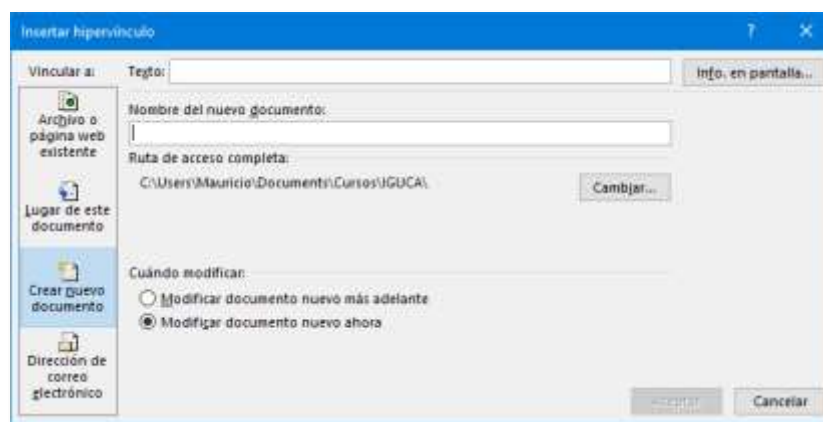 Insertar hipervínculo
? ×
Vincular a: Texto: Info. en pantalla...
Archivo o
página web
existente
Nombre del nuevo documento:
Ruta de acceso completa:
C:\Users\Mauricio\Documents\Cursos\IGUCA\
Cambiar...
Lugar de este
documento
Crear nuevo
documento
Cuándo modificar:
Modificar documento nuevo más adelante
Modificar documento nuevo ahora
Dirección de
correo
electrónico
Aceptar Cancelar